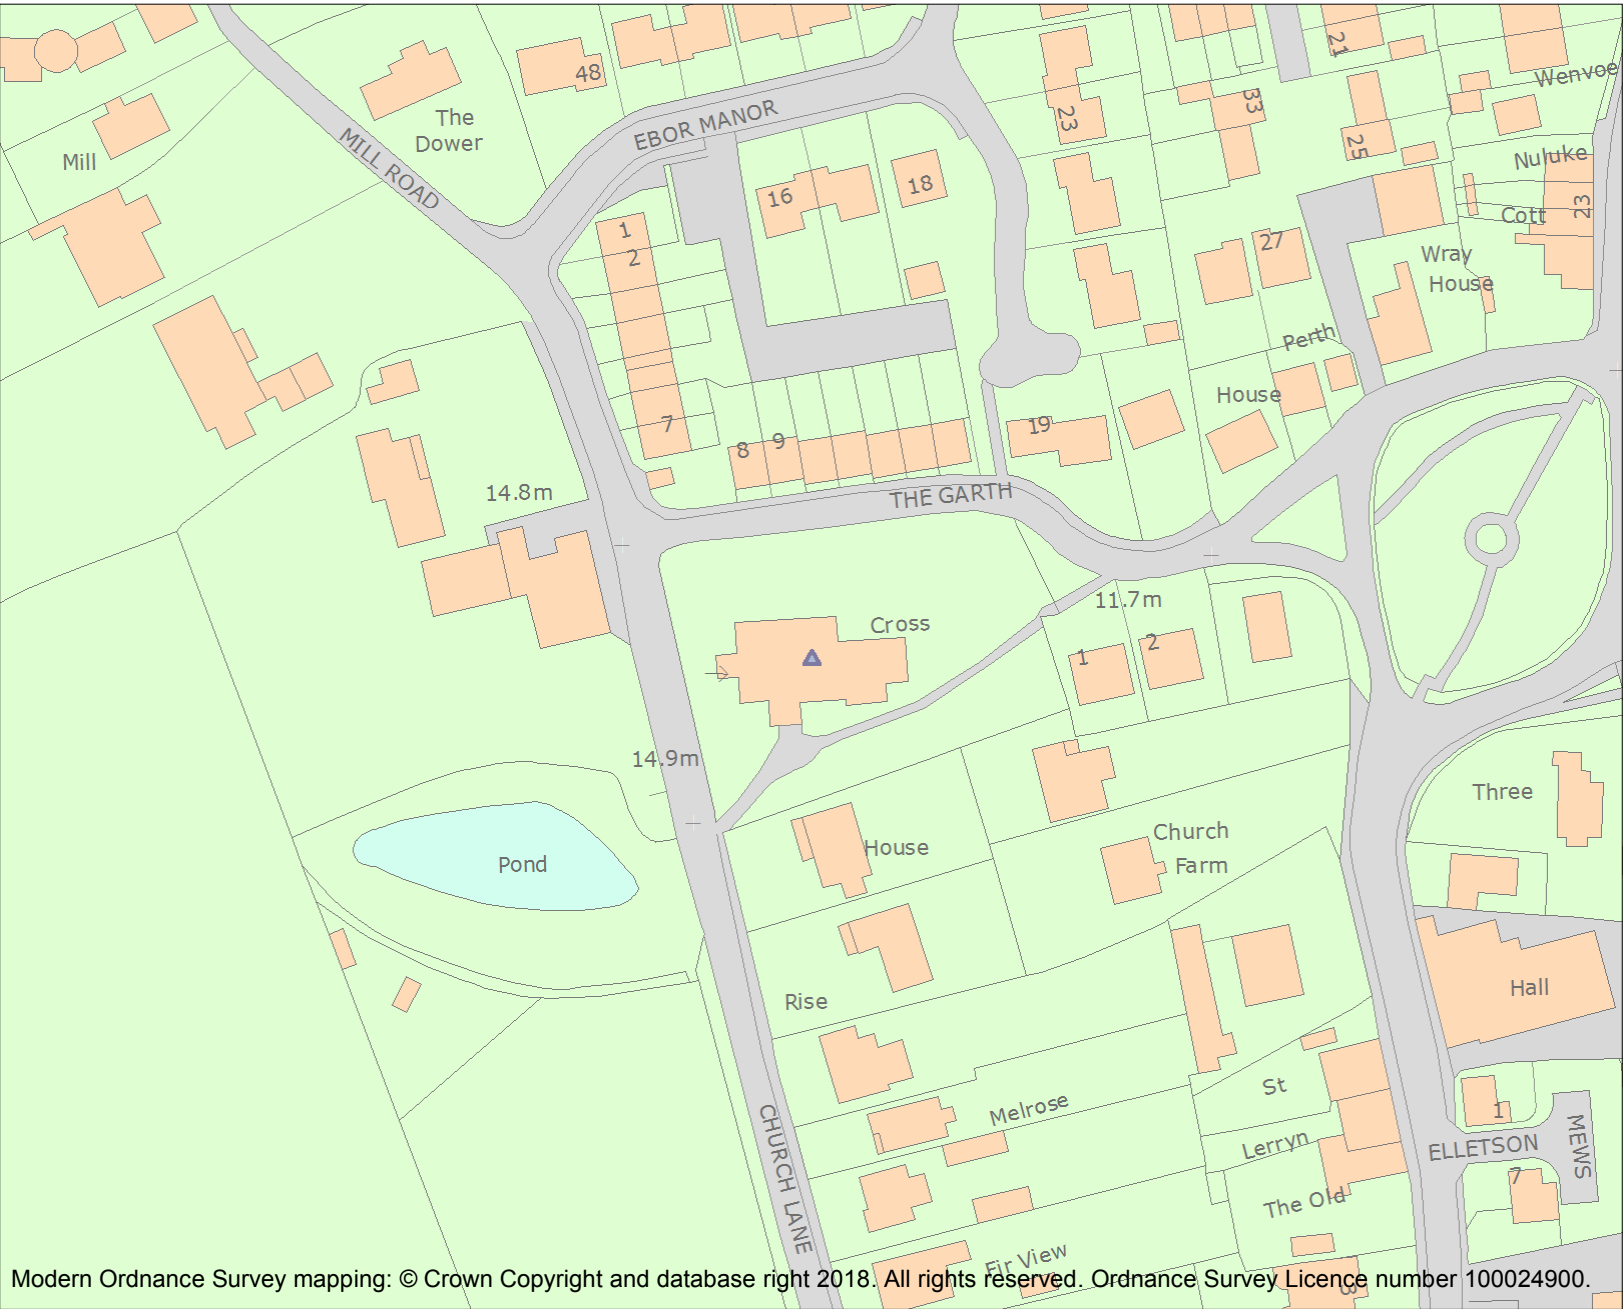 48
The
Dower
EBOR MANOR
MILL ROAD
Mill
21
23
33
25
Wenvoe
Nuluke
Cott
23
Wray
House
16
18
1
2
27
Perth
House
7
8
9
19
14.8m
THE GARTH
Cross
11.7m
1
2
14.9m
Pond
House
Church
Farm
Three
Rise
Hall
Melrose
St
Lerryn
The Old
1
ELLETSON
MEWS
7
CHURCH LANE
Fir View
3
Modern Ordnance Survey mapping: © Crown Copyright and database right 2018. All rights reserved. Ordnance Survey Licence number 100024900.